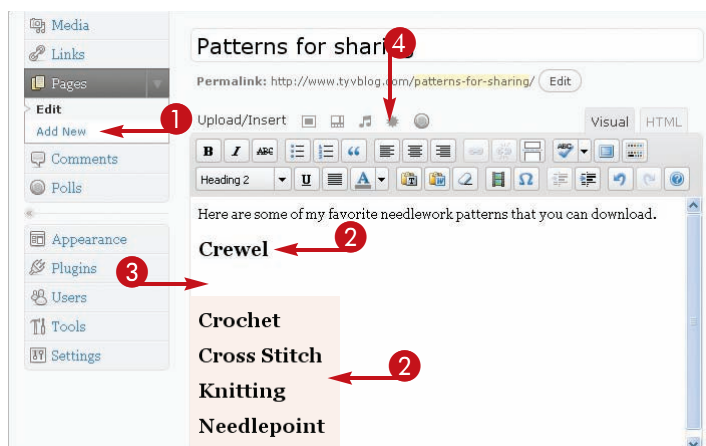 Media
Links
Pages
Edit
Add New
Comments
Polls
Appearance
Plugins
Users
Tools
Settings
Patterns for sharing
Permalink: http://www.tyvblog.com/patterns-for-sharing/ Edit
Upload/Insert Visual HTML
B I ABC
Heading 2 U A Ω
Here are some of my favorite needlework patterns that you can download.
Crewel
Crochet
Cross Stitch
Knitting
Needlepoint
1
2
3
4
2